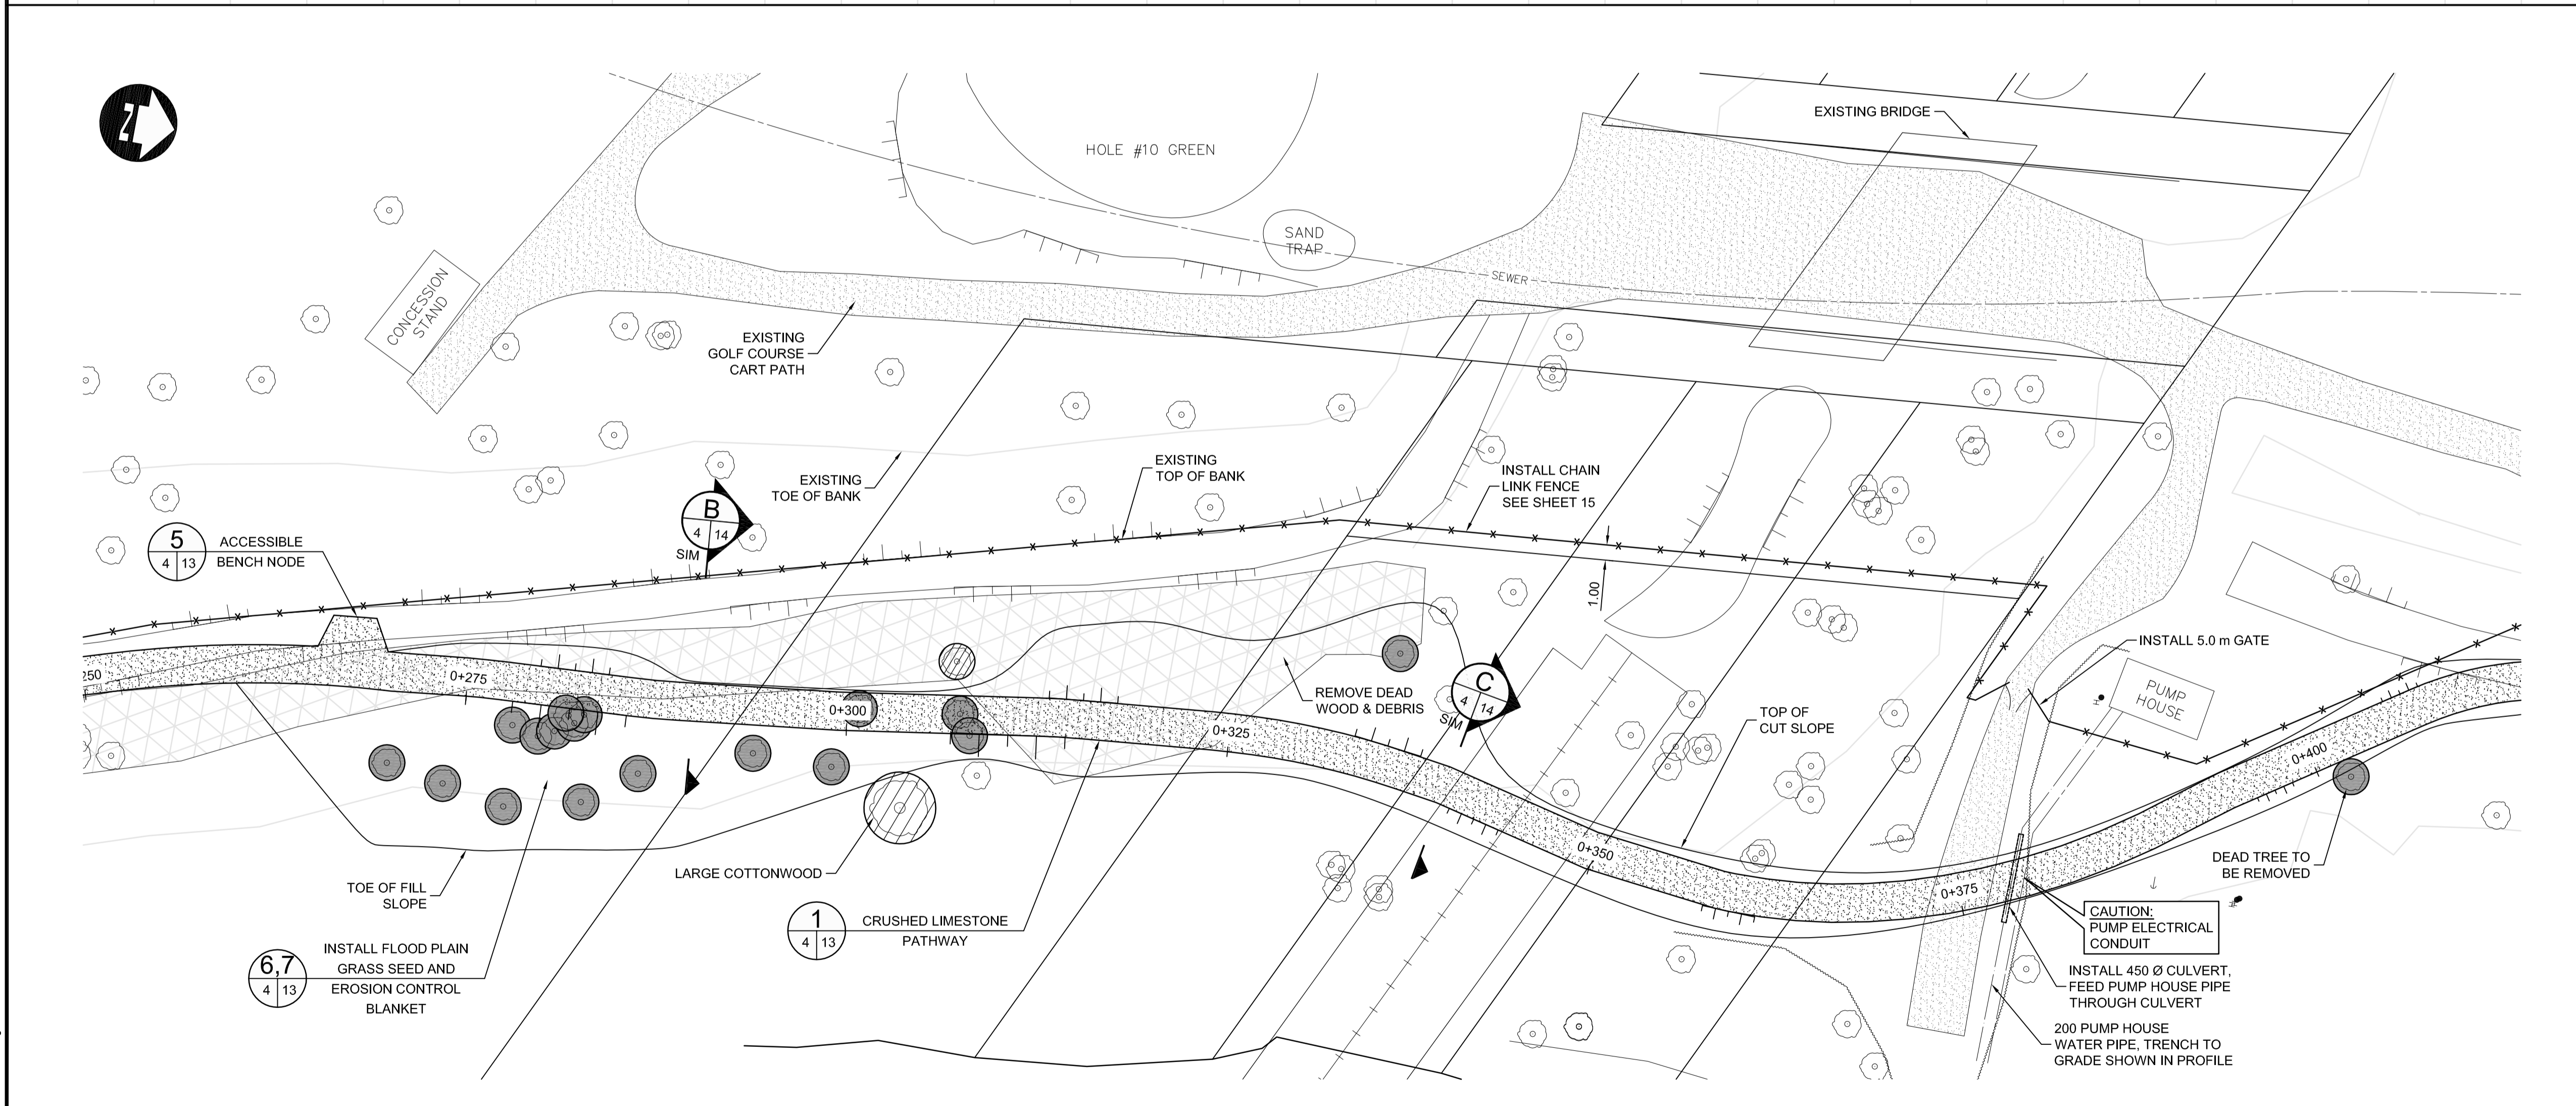 N
EXISTING BRIDGE
HOLE #10 GREEN
SAND
TRAP
SEWER
CONCESSION
STAND
EXISTING
GOLF COURSE
CART PATH
EXISTING
TOE OF BANK
EXISTING
TOP OF BANK
INSTALL CHAIN
LINK FENCE
SEE SHEET 15
B
4 14
SIM
5
4 13
ACCESSIBLE
BENCH NODE
1.00
INSTALL 5.0 m GATE
PUMP
HOUSE
250
0+275
0+300
0+325
0+350
0+375
0+400
REMOVE DEAD
WOOD & DEBRIS
C
4 14
SIM
TOP OF
CUT SLOPE
LARGE COTTONWOOD
TOE OF FILL
SLOPE
DEAD TREE TO
BE REMOVED
1
4 13
CRUSHED LIMESTONE
PATHWAY
CAUTION:
PUMP ELECTRICAL
CONDUIT
6,7
4 13
INSTALL FLOOD PLAIN
GRASS SEED AND
EROSION CONTROL
BLANKET
INSTALL 450 Ø CULVERT,
FEED PUMP HOUSE PIPE
THROUGH CULVERT
200 PUMP HOUSE
WATER PIPE, TRENCH TO
GRADE SHOWN IN PROFILE